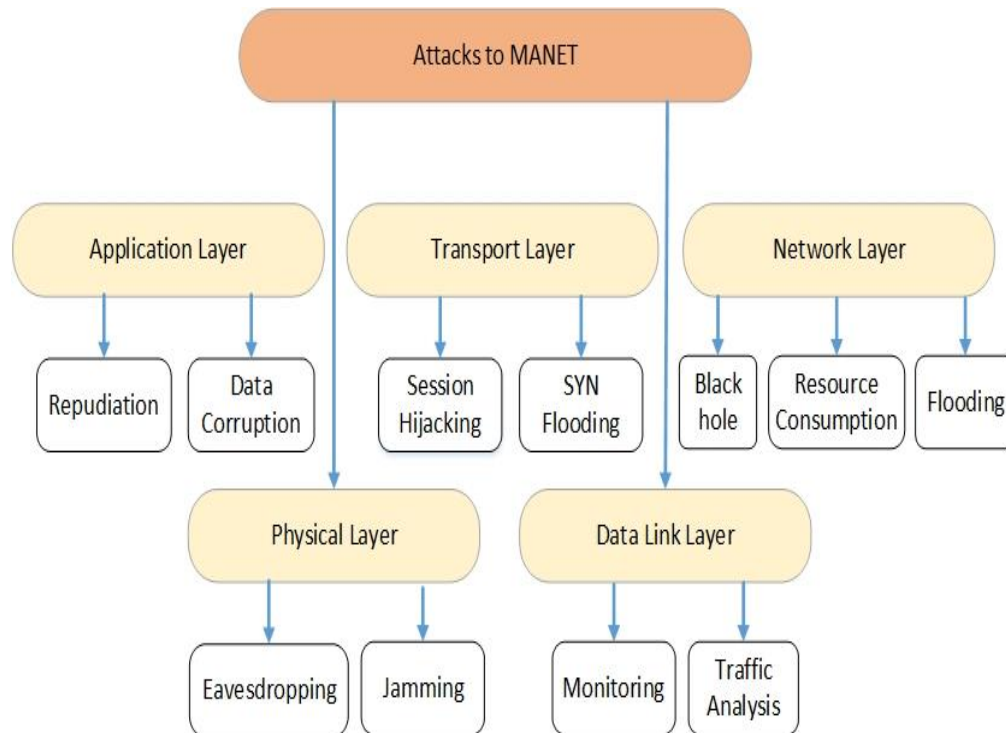 Attacks to MANET
Application Layer
Transport Layer
Network Layer
Repudiation
Data
Corruption
Session
Hijacking
SYN
Flooding
Black
hole
Resource
Consumption
Flooding
Physical Layer
Data Link Layer
Eavesdropping
Jamming
Monitoring
Traffic
Analysis